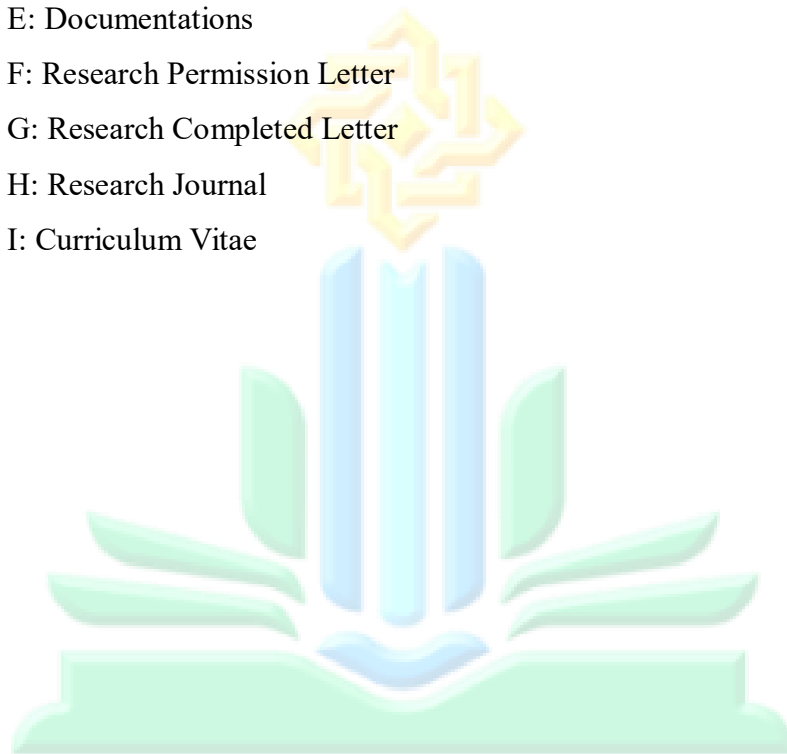 E: Documentations
F: Research Permission Letter
G: Research Completed Letter
H: Research Journal
I: Curriculum Vitae